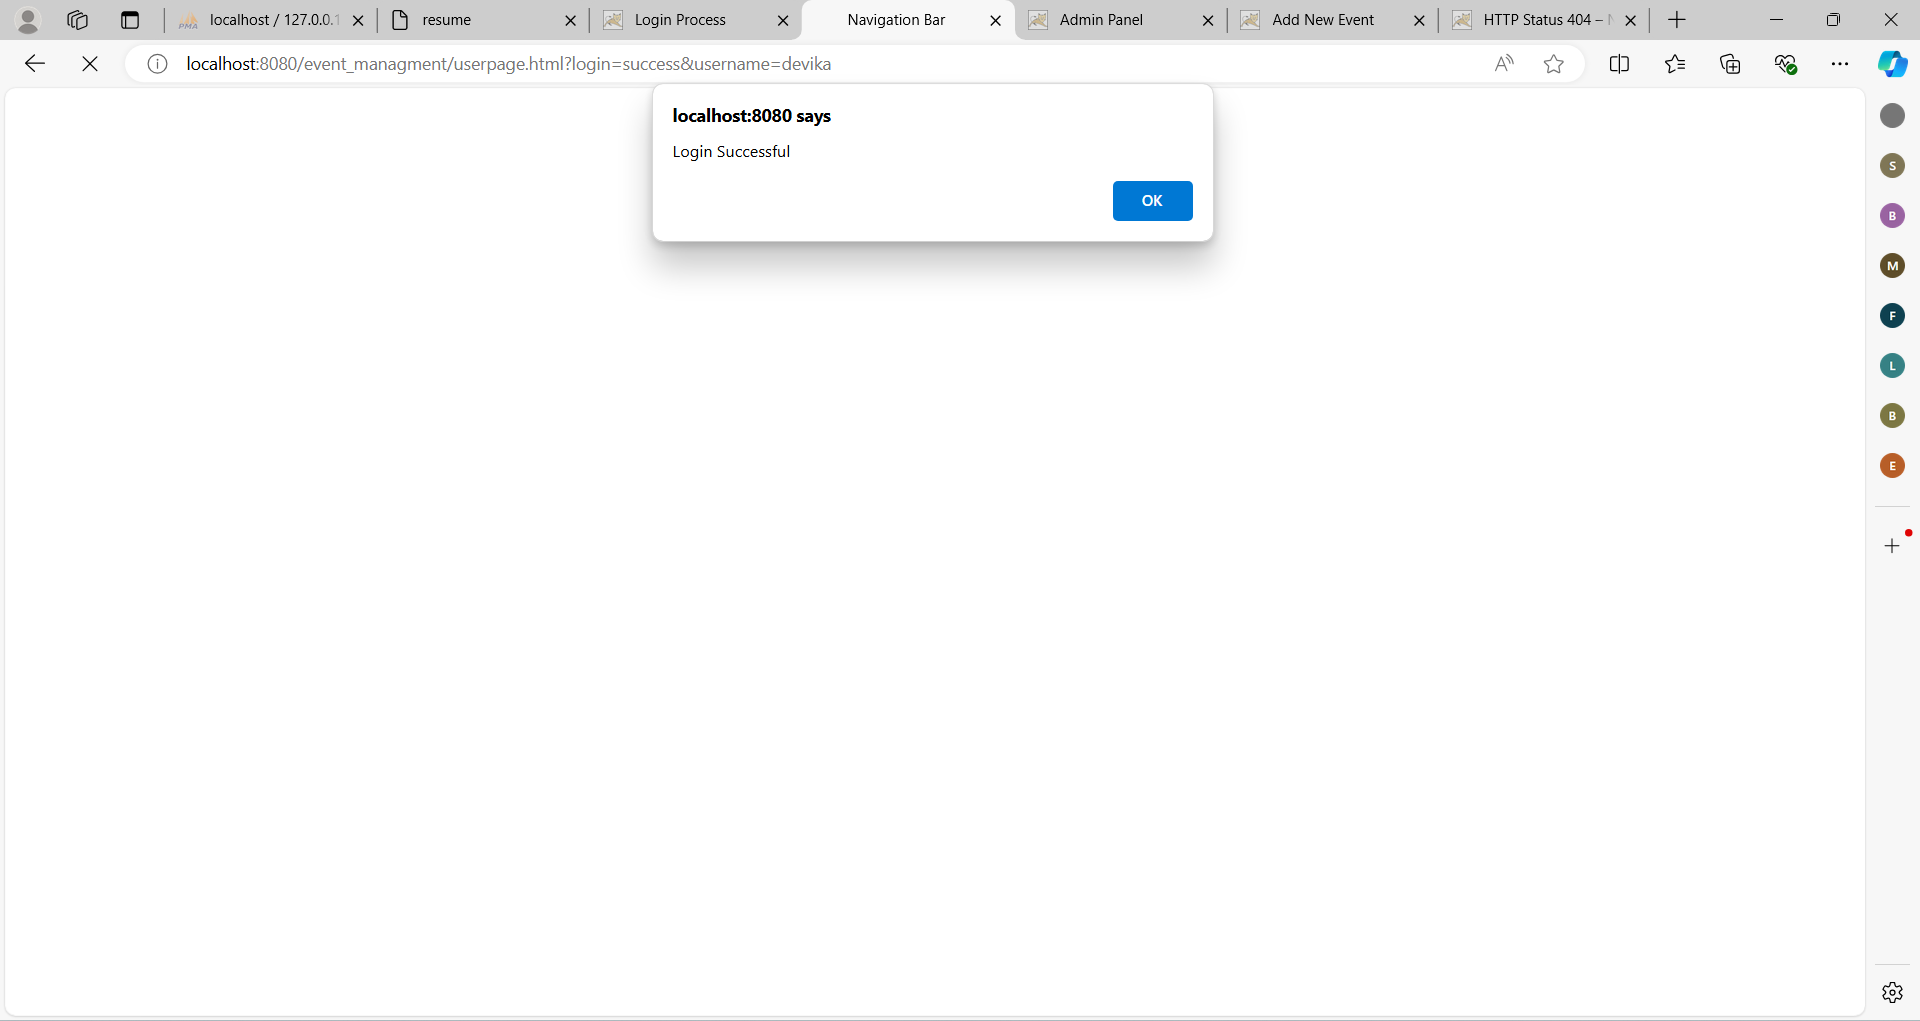 localhost / 127.0.0.1
resume
Login Process
Navigation Bar
Admin Panel
Add New Event
HTTP Status 404 –
localhost:8080/event_managment/userpage.html?login=success&username=devika
localhost:8080 says
Login Successful
OK
PMA
A
S
B
M
F
L
B
E